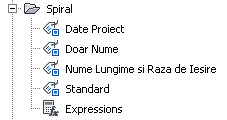 Spiral
Date Proiect
Doar Nume
Nume Lungime si Raza de Iesire
Standard
Expressions